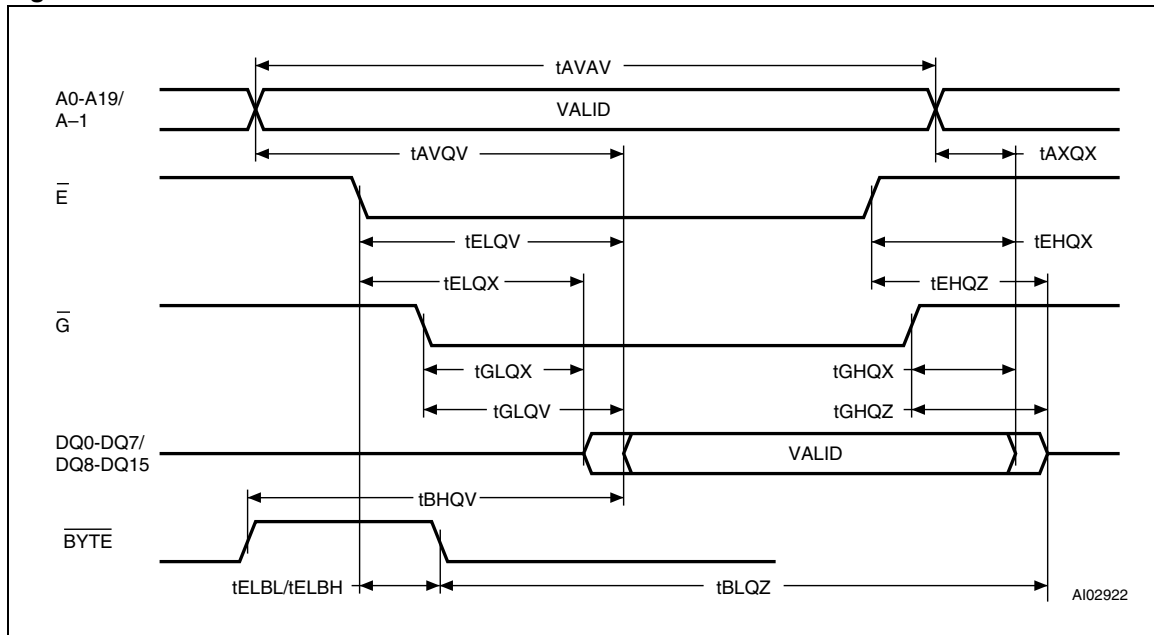 tAVAV
A0-A19/
A–1
VALID
tAVQV
tAXQX
E
tELQV
tEHQX
tELQX
tEHQZ
G
tGLQX
tGHQX
tGLQV
tGHQZ
DQ0-DQ7/
DQ8-DQ15
VALID
tBHQV
BYTE
tELBL/tELBH
tBLQZ
AI02922